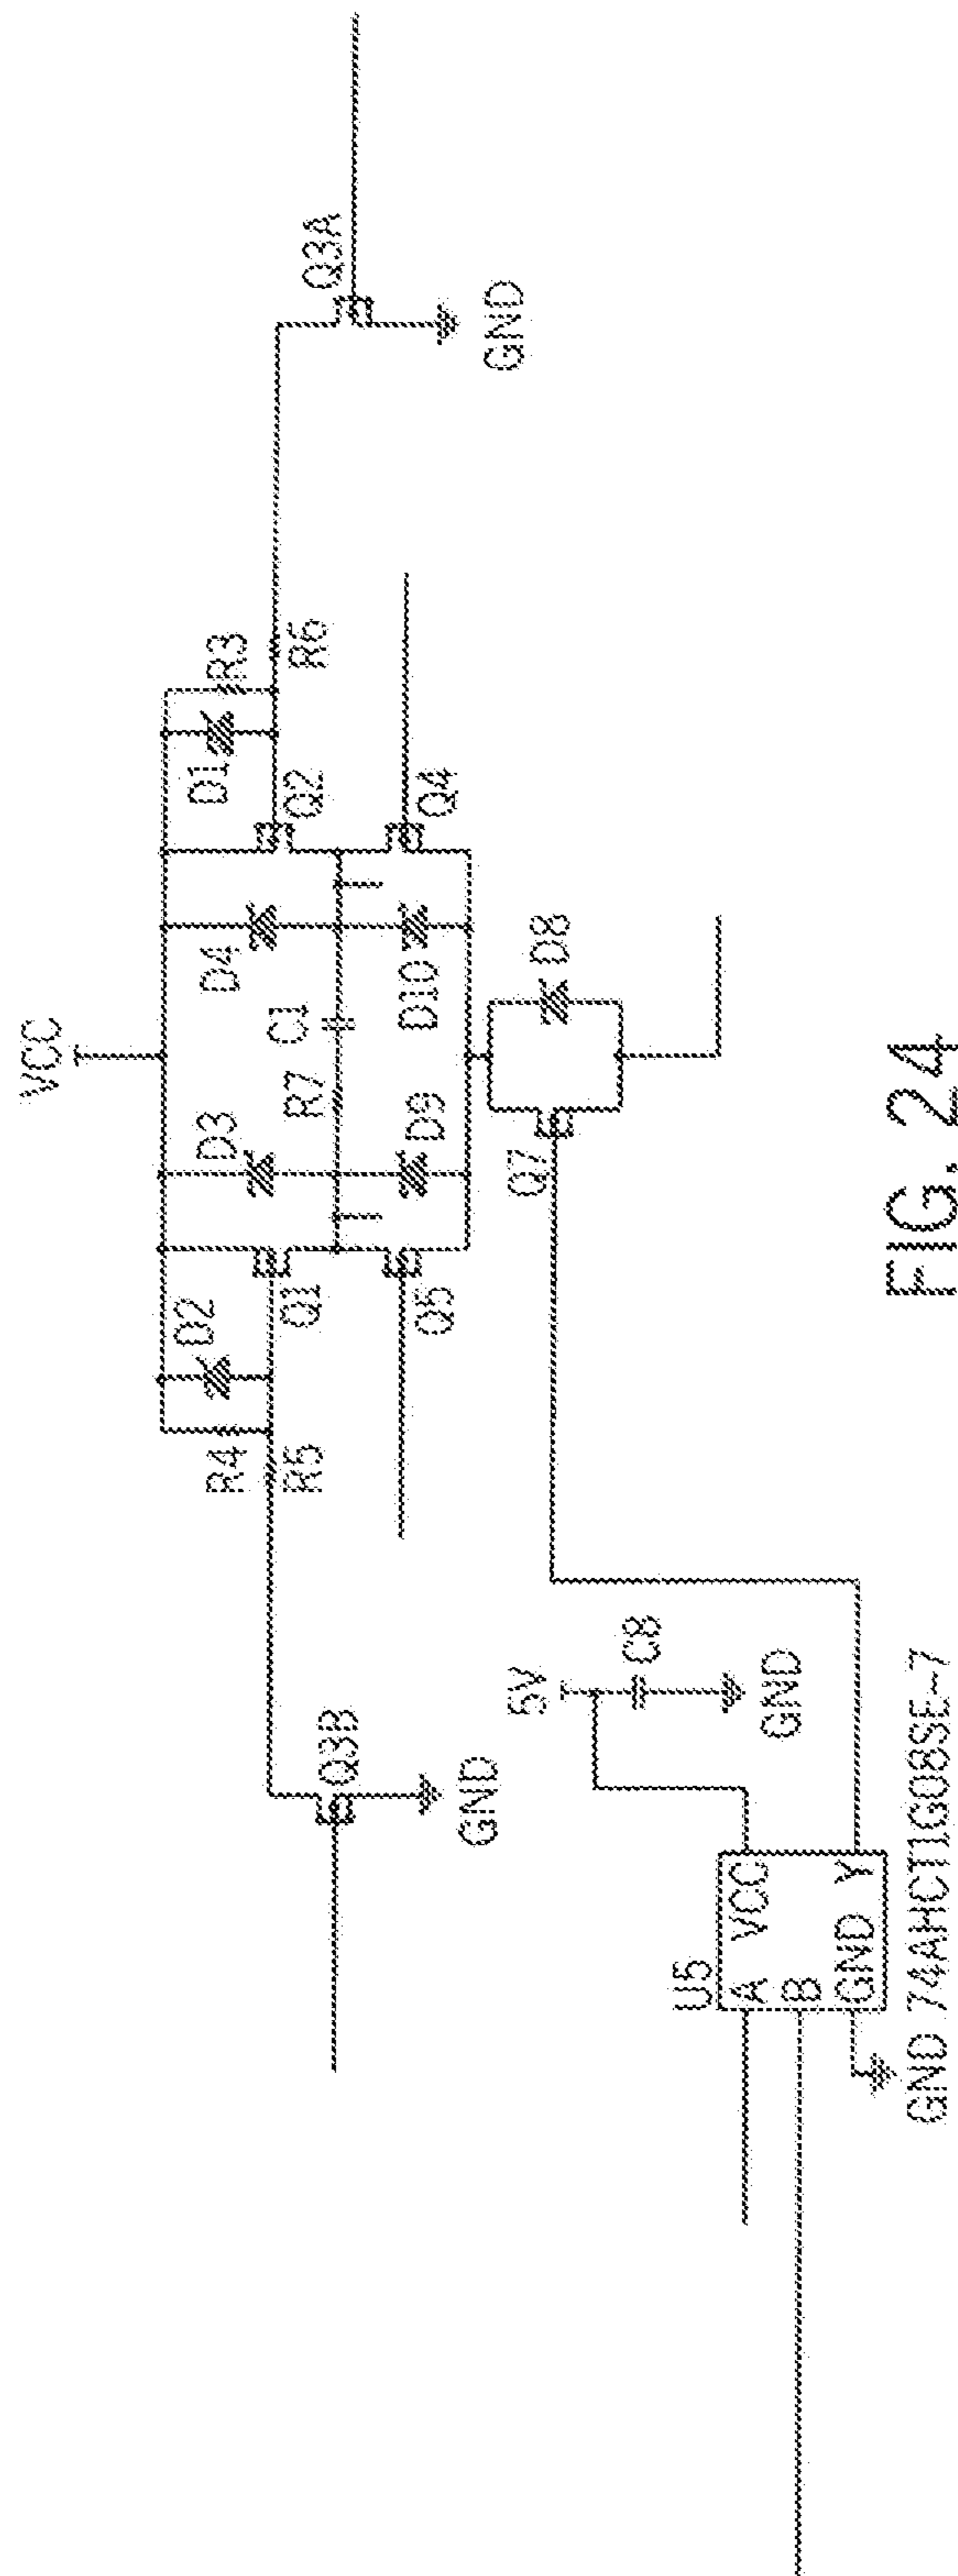 VCC
R4
D2
R5
Q1
D3
D4
D1
R3
Q2
R6
R7
C1
Q3B
GND
Q5
D9
D10
Q4
Q3A
GND
Q7
D8
5V
C8
GND
U5
A VCC
B
GND Y
GND 74AHCT1G08SE-7
FIG. 24